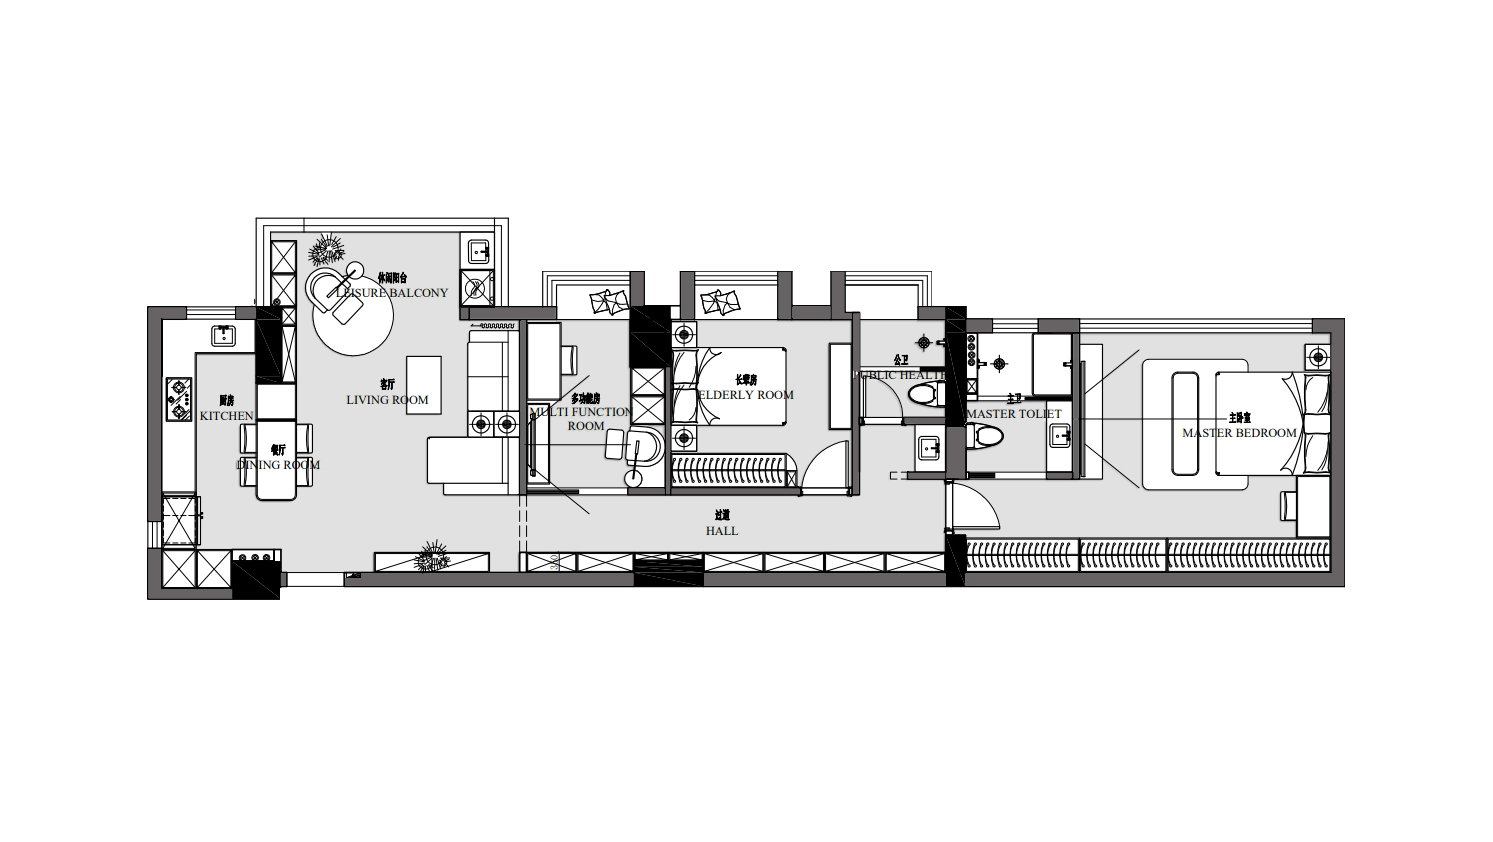 休闲阳台
LEISURE BALCONY
公卫
PUBLIC HEALTH
长辈房
ELDERLY ROOM
客厅
LIVING ROOM
厨房
KITCHEN
多功能房
MULTI FUNCTION
ROOM
主卫
MASTER TOLIET
主卧室
MASTER BEDROOM
餐厅
DINING ROOM
过道
HALL